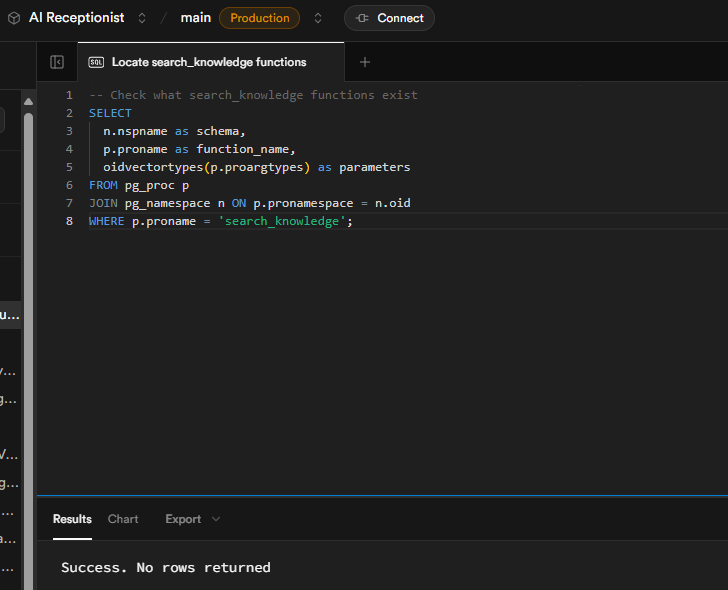 AI Receptionist / main Production Connect
SQL Locate search_knowledge functions +
1 -- Check what search_knowledge functions exist
2 SELECT
3 n.nspname as schema,
4 p.proname as function_name,
5 oidvectortypes(p.proargtypes) as parameters
6 FROM pg_proc p
7 JOIN pg_namespace n ON p.pronamespace = n.oid
8 WHERE p.proname = 'search_knowledge';
u...
g...
V...
g...
...
a...
...
Results Chart Export
Success. No rows returned